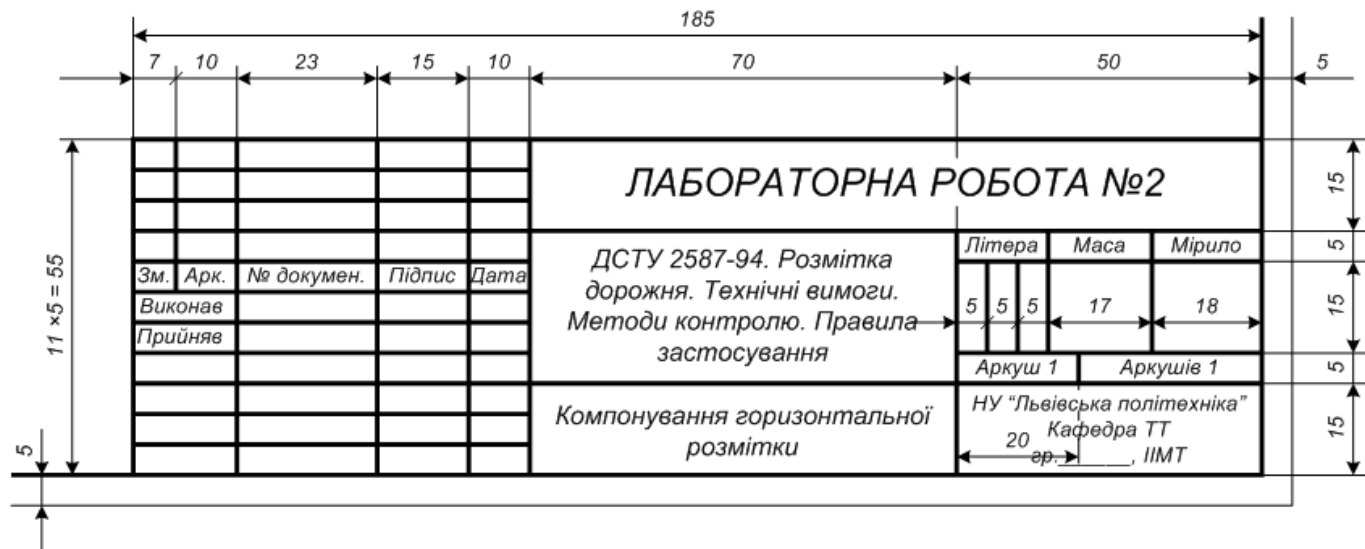 185
7 10 23 15 10 70 50 5
ЛАБОРАТОРНА РОБОТА №2
15
11 ×5 = 55
ДСТУ 2587-94. Розмітка
дорожня. Технічні вимоги.
Методи контролю. Правила
застосування
Літера Маса Мірило
5
Зм. Арк. № докумен. Підпис Дата
Виконав
Прийняв
5 5 5 17 18
15
Аркуш 1 Аркушів 1
5
Компонування горизонтальної
розмітки
НУ “Львівська політехніка”
Кафедра ТТ
20
гр.______, ІІМТ
15
5